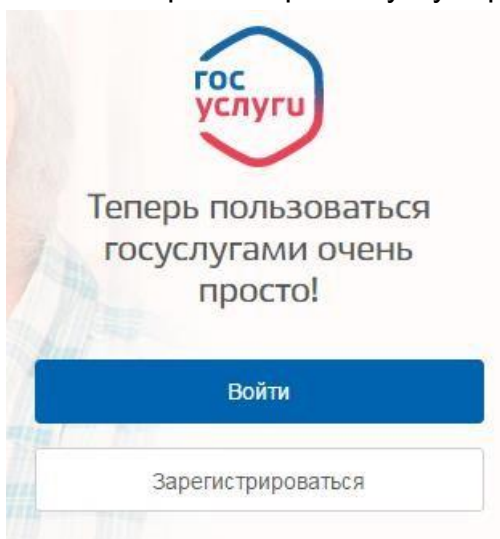 гос
услуги
Теперь пользоваться
госуслугами очень
просто!
Войти
Зарегистрироваться